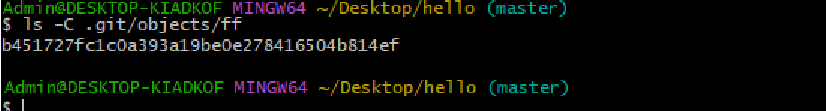 Admin@DESKTOP-KIADKOF MINGW64 ~/Desktop/hello (master)
$ ls -C .git/objects/ff
b451727fc1c0a393a19be0e278416504b814ef
Admin@DESKTOP-KIADKOF MINGW64 ~/Desktop/hello (master)
$